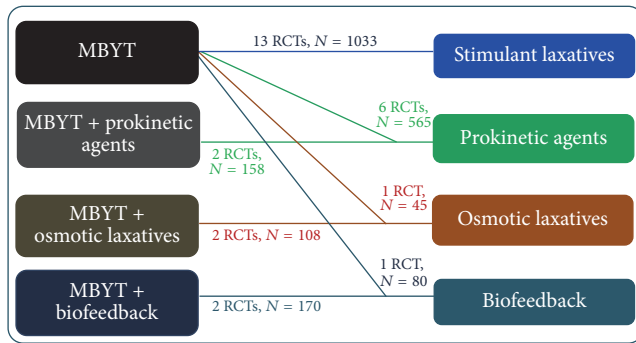 MBYT
13 RCTs, N = 1033
Stimulant laxatives
6 RCTs,
N = 565
MBYT + prokinetic
agents
2 RCTs,
N = 158
Prokinetic agents
1 RCT,
N = 45
MBYT +
osmotic laxatives
2 RCTs, N = 108
Osmotic laxatives
1 RCT,
N = 80
MBYT +
biofeedback
2 RCTs, N = 170
Biofeedback